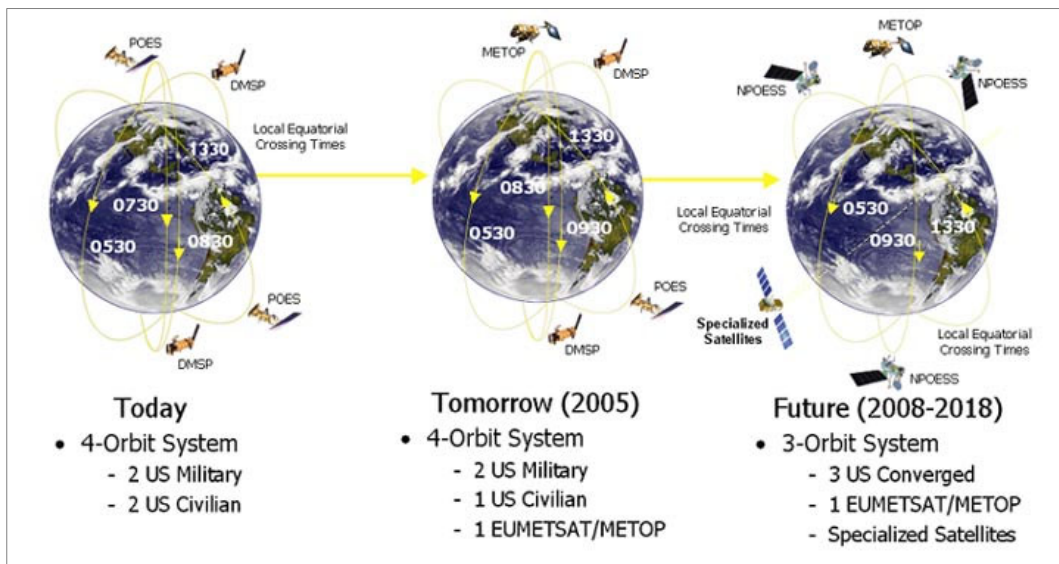 POES
DMSP
1330
0730
0530
0830
POES
DMSP
Today
• 4-Orbit System
- 2 US Military
- 2 US Civilian
Local Equatorial
Crossing Times
METOP
DMSP
1330
0830
0530
0930
POES
DMSP
Tomorrow (2005)
• 4-Orbit System
- 2 US Military
- 1 US Civilian
- 1 EUMETSAT/METOP
Local Equatorial
Crossing Times
METOP
NPOESS
NPOESS
0530
1330
0930
Specialized
Satellites
Local Equatorial
Crossing Times
NPOESS
Future (2008-2018)
• 3-Orbit System
- 3 US Converged
- 1 EUMETSAT/METOP
- Specialized Satellites